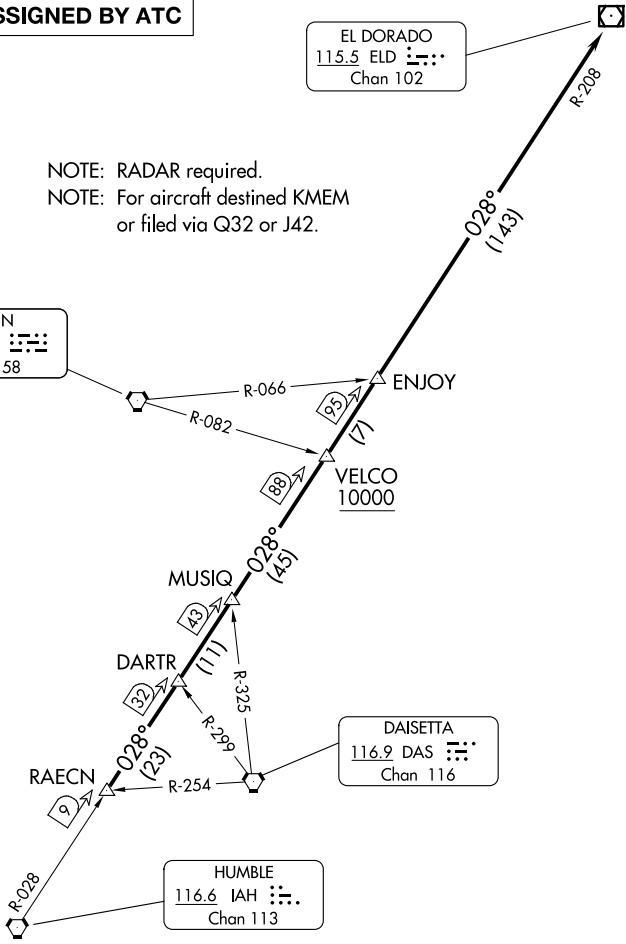 SSIGNED BY ATC
EL DORADO
115.5 ELD
Chan 102
R-208
NOTE: RADAR required.
NOTE: For aircraft destined KMEM
or filed via Q32 or J42.
028°
(143)
N
58
R-066
ENJOY
95
R-082
(7)
VELCO
10000
88
028°
(45)
MUSIQ
43
(11)
DARTR
R-325
32
R-299
028°
(23)
DAISETTA
116.9 DAS
Chan 116
RAECN
R-254
9
R-028
HUMBLE
116.6 IAH
Chan 113